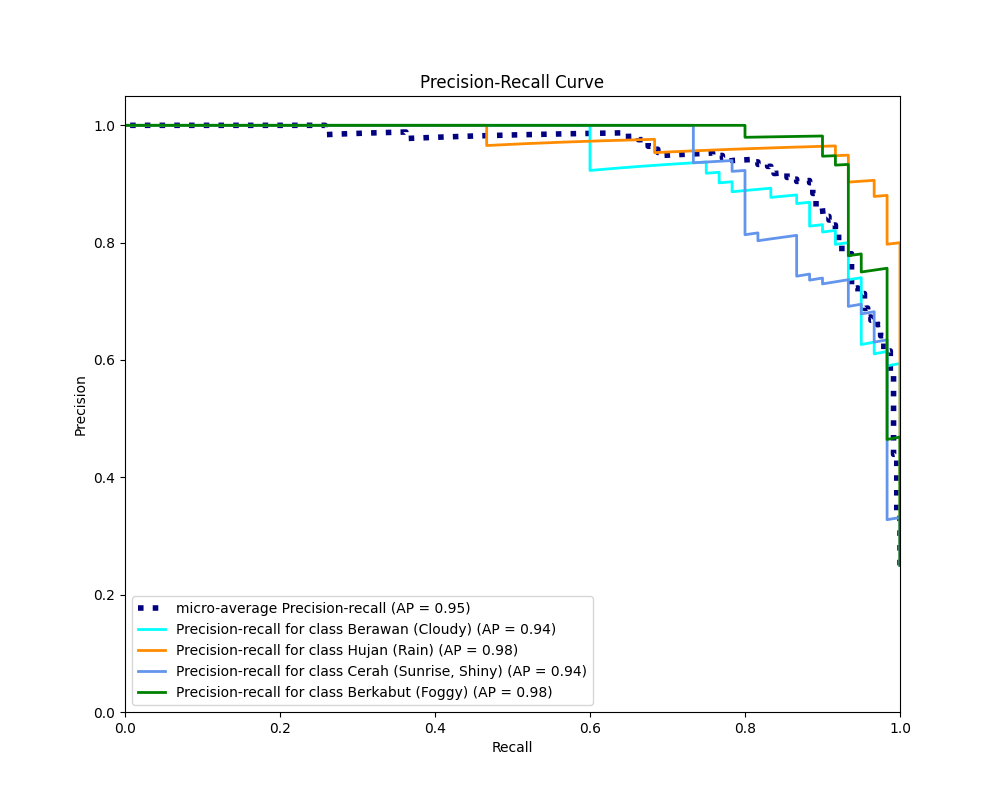 Precision-Recall Curve
1.0
0.8
0.6
0.4
0.2
0.0
Precision
micro-average Precision-recall (AP = 0.95)
Precision-recall for class Berawan (Cloudy) (AP = 0.94)
Precision-recall for class Hujan (Rain) (AP = 0.98)
Precision-recall for class Cerah (Sunrise, Shiny) (AP = 0.94)
Precision-recall for class Berkabut (Foggy) (AP = 0.98)
0.0 0.2 0.4 0.6 0.8 1.0
Recall